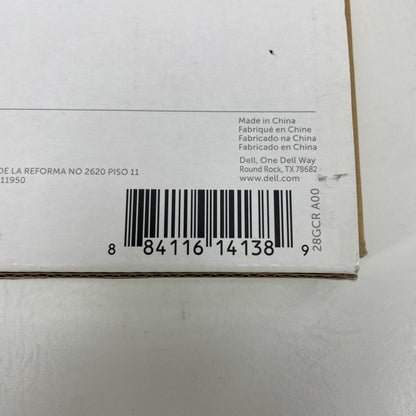 Made in China
Fabriqué en Chine
Fabricado na China
Fabricado en China
Dell, One Dell Way
Round Rock, TX 78682
www.dell.com
DE LA REFORMA NO 2620 PISO 11
11950
8 84116 14138 9
28GCR A00